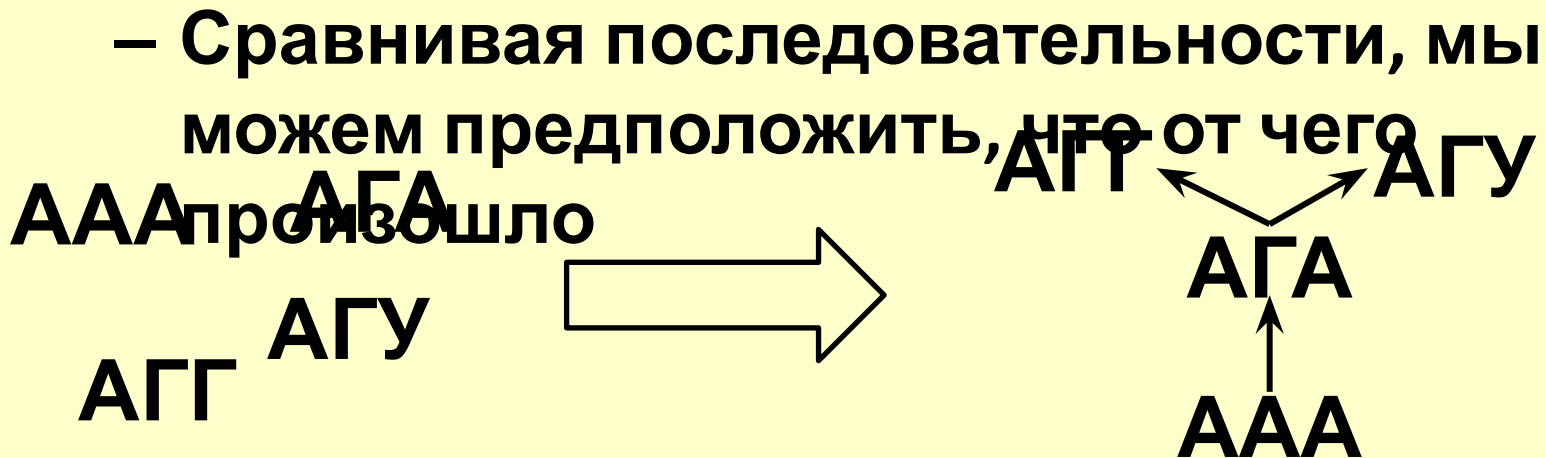 – Сравнивая последовательности, мы
можем предположить, что от чего
произошло
ААА
АГА
АГУ
АГГ
АГГ
АГУ
АГА
ААА